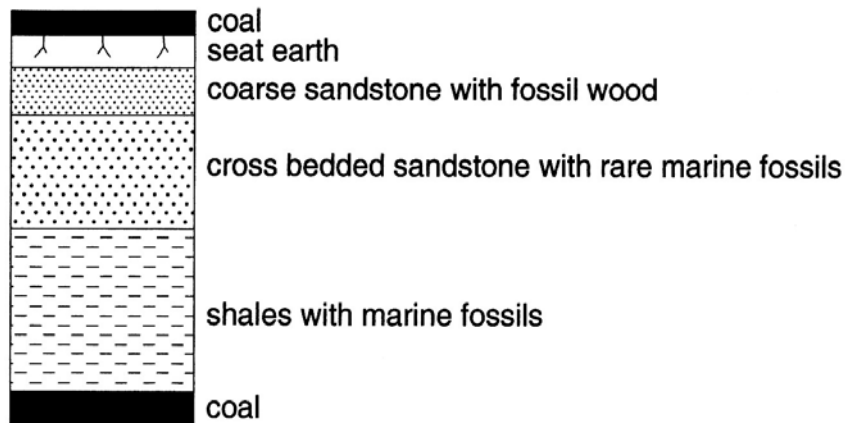 coal
seat earth
coarse sandstone with fossil wood
cross bedded sandstone with rare marine fossils
shales with marine fossils
coal